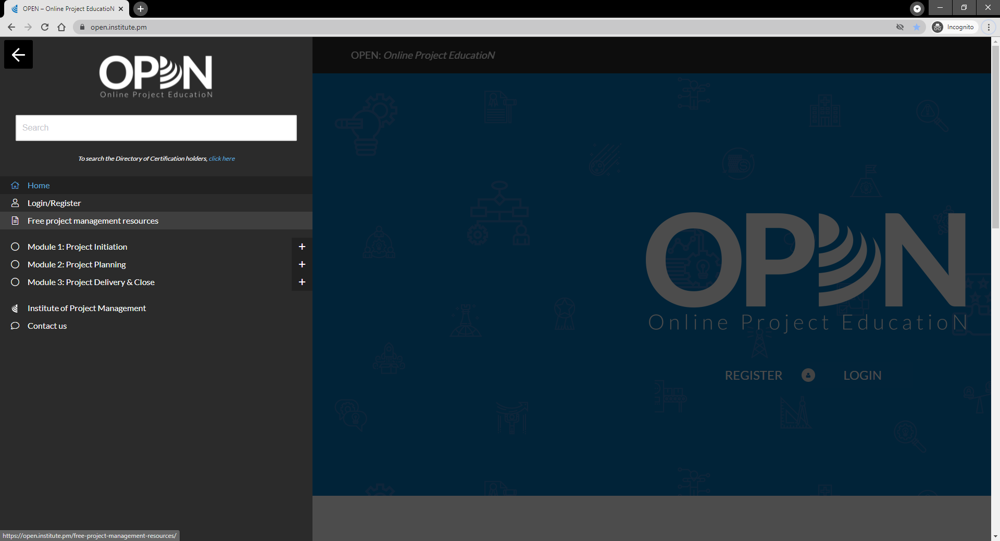 OPEN – Online Project EducatioN
open.institute.pm
Incognito
OPEN
Online Project EducatioN
Search
To search the Directory of Certification holders, click here
Home
Login/Register
Free project management resources
Module 1: Project Initiation
+
Module 2: Project Planning
+
Module 3: Project Delivery & Close
+
Institute of Project Management
Contact us
OPEN: Online Project EducatioN
OPEN
Online Project EducatioN
REGISTER
LOGIN
https://open.institute.pm/free-project-management-resources/